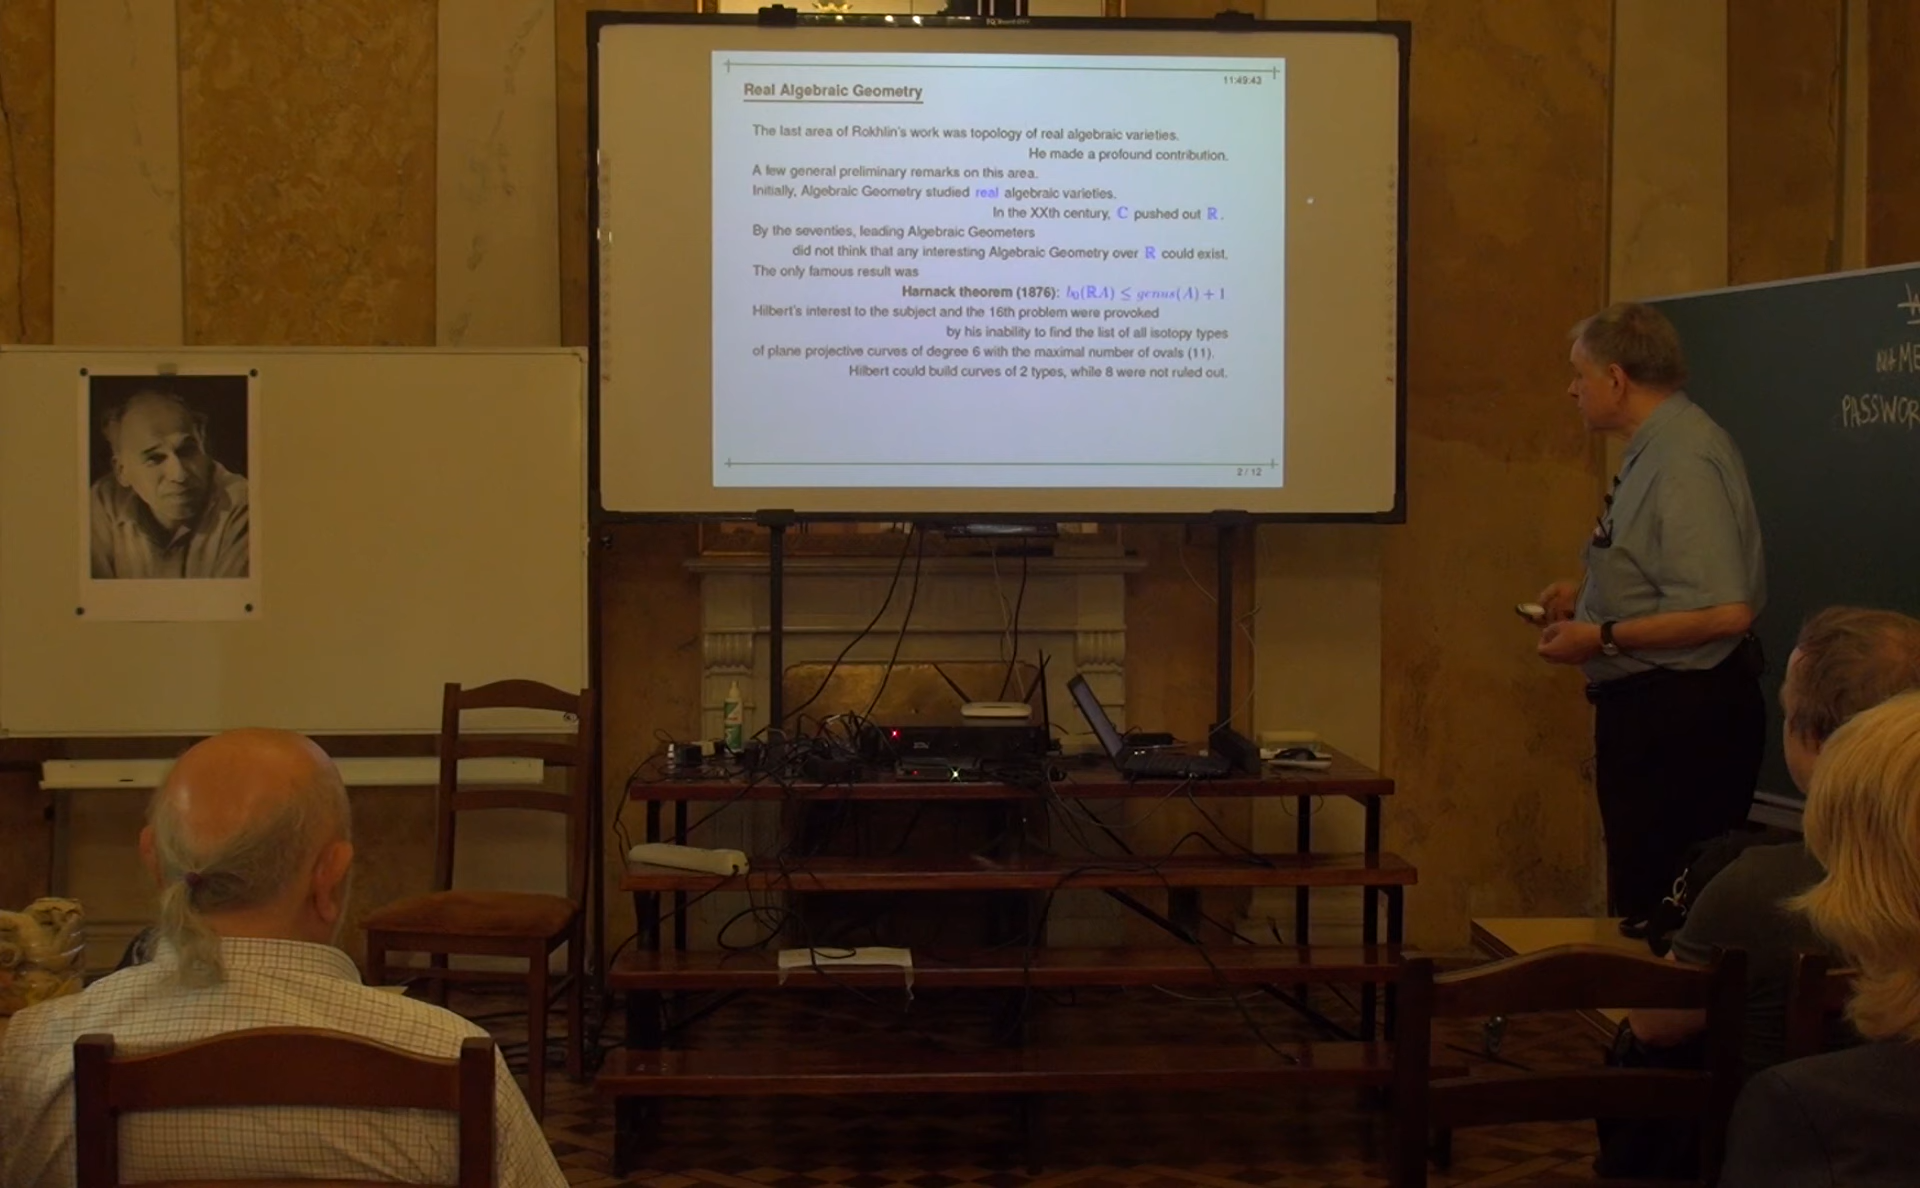 11:49:43
Real Algebraic Geometry
The last area of Rokhlin's work was topology of real algebraic varieties.
He made a profound contribution.
A few general preliminary remarks on this area.
Initially, Algebraic Geometry studied real algebraic varieties.
In the XXth century, ℂ pushed out ℝ.
By the seventies, leading Algebraic Geometers
did not think that any interesting Algebraic Geometry over ℝ could exist.
The only famous result was
Harnack theorem (1876): b₀(ℝA) ≤ genus(A) + 1
Hilbert's interest to the subject and the 16th problem were provoked
by his inability to find the list of all isotopy types
of plane projective curves of degree 6 with the maximal number of ovals (11).
Hilbert could build curves of 2 types, while 8 were not ruled out.
2 / 12
PASSWOR